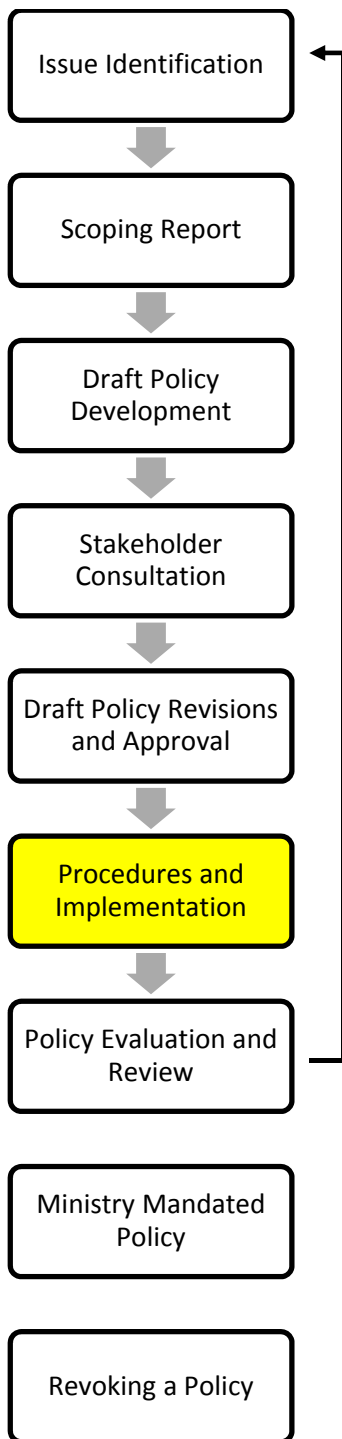 Issue Identification
Scoping Report
Draft Policy
Development
Stakeholder
Consultation
Draft Policy Revisions
and Approval
Procedures and
Implementation
Policy Evaluation and
Review
Ministry Mandated
Policy
Revoking a Policy